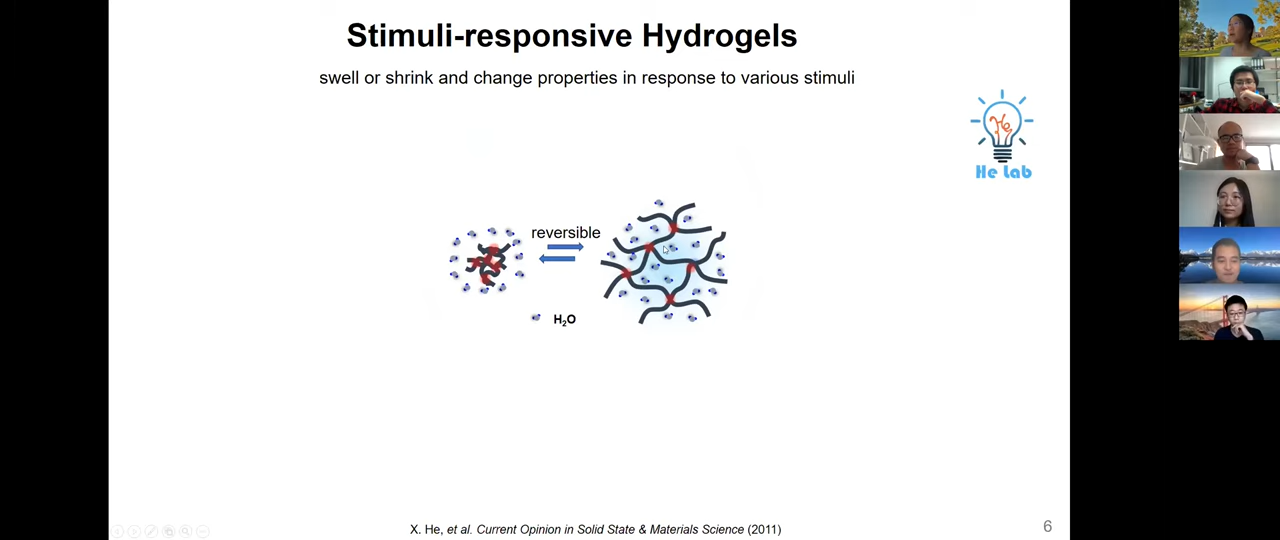 Stimuli-responsive Hydrogels
swell or shrink and change properties in response to various stimuli
He
He Lab
reversible
H₂O
X. He, et al. Current Opinion in Solid State & Materials Science (2011)
6